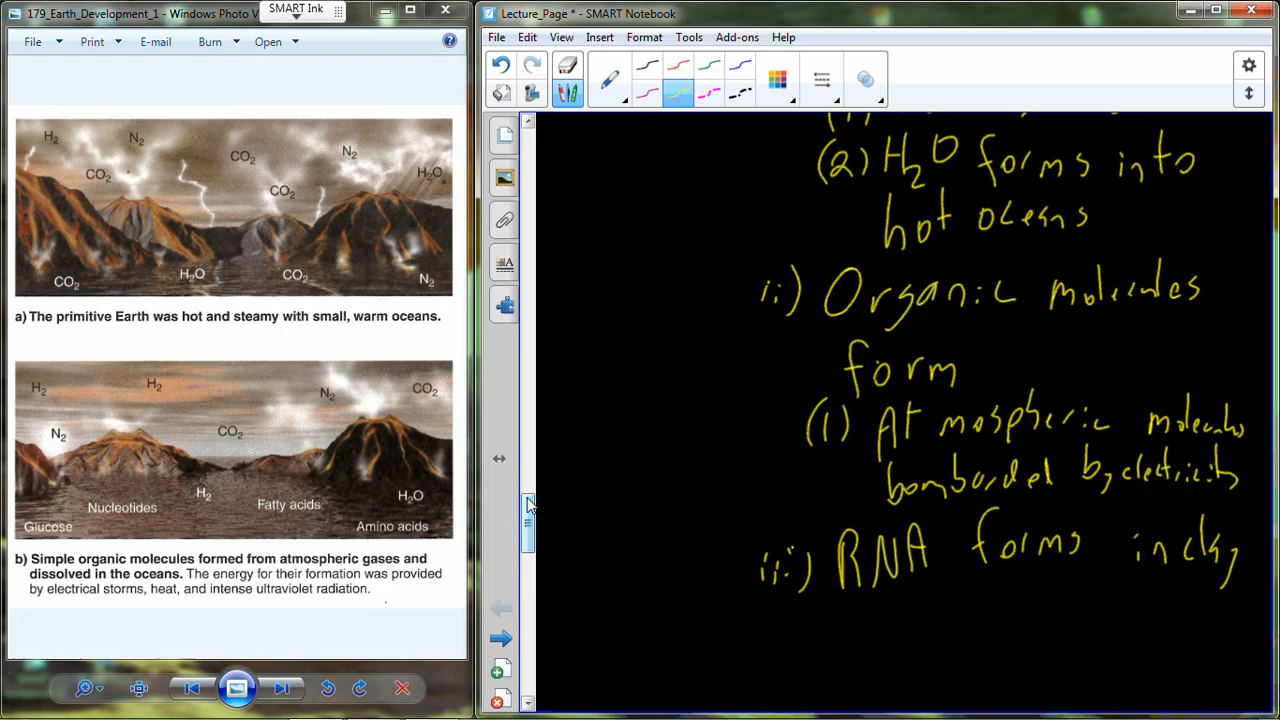 179_Earth_Development_1 - Windows Photo V
SMART Ink
File Print E-mail Burn Open
H₂ N₂ CO₂ N₂
CO₂ CO₂ H₂O
CO₂ H₂O CO₂ N₂
a) The primitive Earth was hot and steamy with small, warm oceans.
H₂ H₂ N₂ CO₂
N₂ CO₂
H₂ H₂O
Nucleotides Fatty acids
Glucose Amino acids
b) Simple organic molecules formed from atmospheric gases and
dissolved in the oceans. The energy for their formation was provided
by electrical storms, heat, and intense ultraviolet radiation.
Lecture_Page * - SMART Notebook
File Edit View Insert Format Tools Add-ons Help
(2) H₂O forms into
hot oceans
ii) Organic molecules
form
(1) Atmospheric molecules
bombarded by electricity
iii) RNA forms in clay